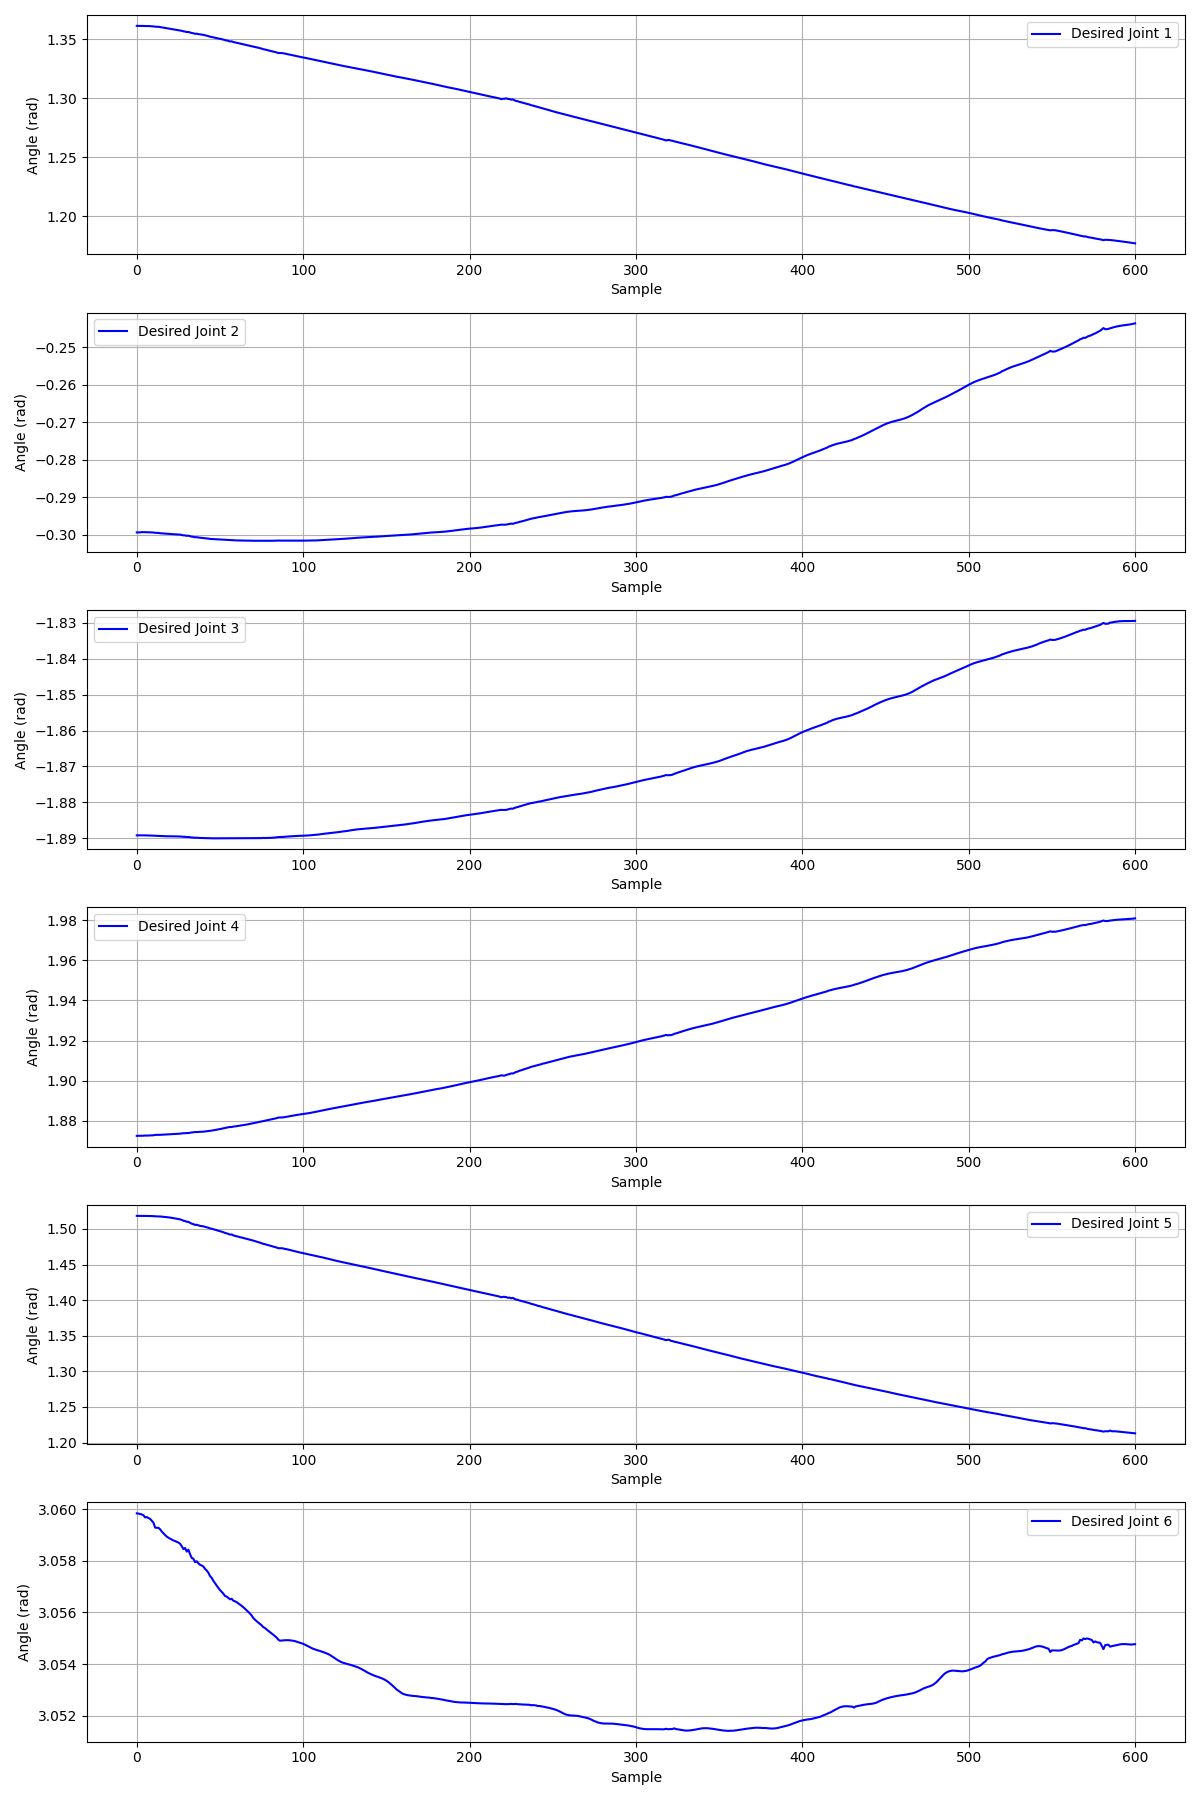 Desired Joint 1
Angle (rad)
1.35
1.30
1.25
1.20
0 100 200 300 400 500 600
Sample
Desired Joint 2
Angle (rad)
−0.25
−0.26
−0.27
−0.28
−0.29
−0.30
0 100 200 300 400 500 600
Sample
Desired Joint 3
Angle (rad)
−1.83
−1.84
−1.85
−1.86
−1.87
−1.88
−1.89
0 100 200 300 400 500 600
Sample
Desired Joint 4
Angle (rad)
1.98
1.96
1.94
1.92
1.90
1.88
0 100 200 300 400 500 600
Sample
Desired Joint 5
Angle (rad)
1.50
1.45
1.40
1.35
1.30
1.25
1.20
0 100 200 300 400 500 600
Sample
Desired Joint 6
Angle (rad)
3.060
3.058
3.056
3.054
3.052
0 100 200 300 400 500 600
Sample